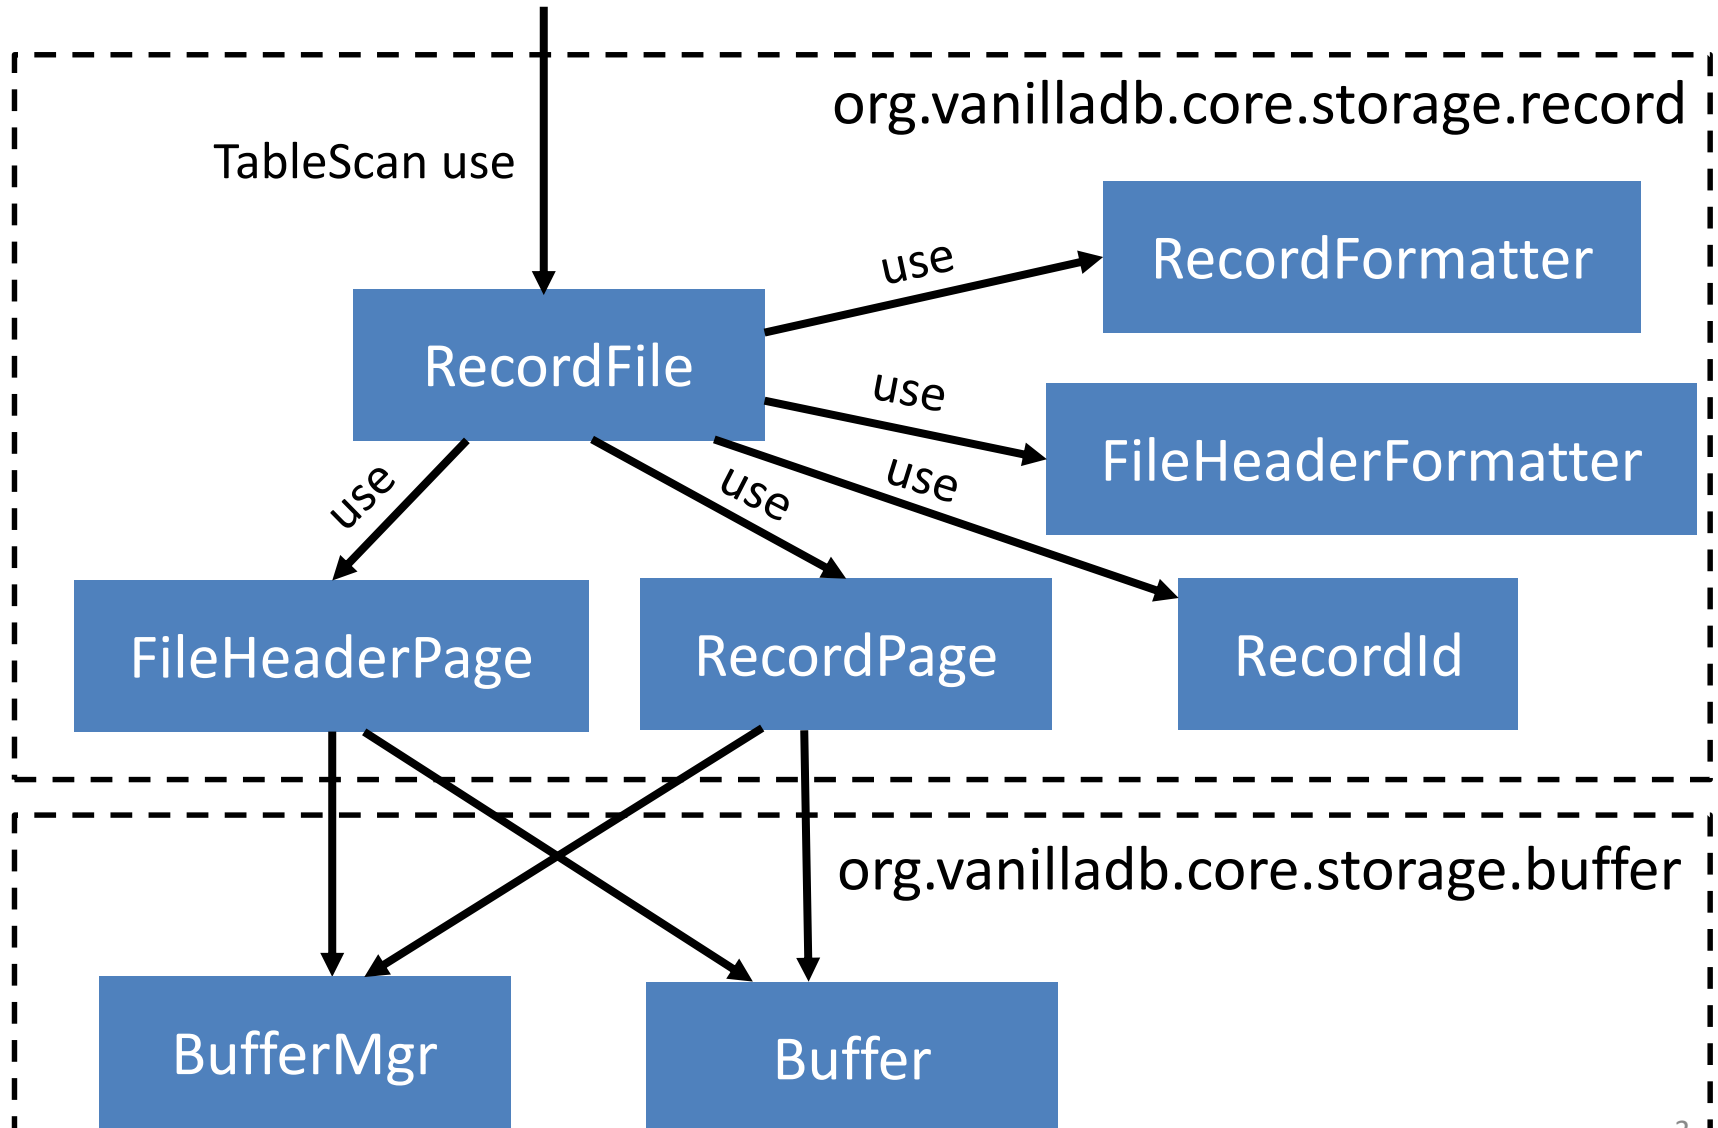 org.vanilladb.core.storage.record
TableScan use
RecordFormatter
use
RecordFile
use
FileHeaderFormatter
use
use
use
FileHeaderPage
RecordPage
RecordId
org.vanilladb.core.storage.buffer
BufferMgr
Buffer